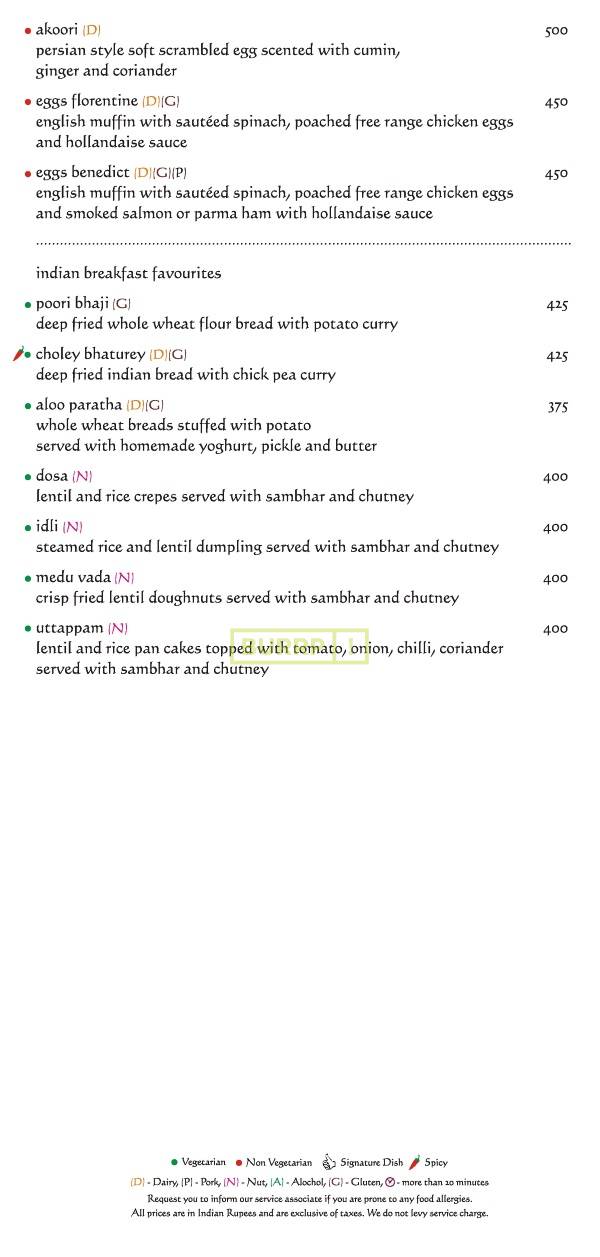 akoori (D) 500
persian style soft scrambled egg scented with cumin,
ginger and coriander
eggs florentine (D)(G) 450
english muffin with sautéed spinach, poached free range chicken eggs
and hollandaise sauce
eggs benedict (D)(G)(P) 450
english muffin with sautéed spinach, poached free range chicken eggs
and smoked salmon or parma ham with hollandaise sauce
indian breakfast favourites
poori bhaji (G) 425
deep fried whole wheat flour bread with potato curry
choley bhaturey (D)(G) 425
deep fried indian bread with chick pea curry
aloo paratha (D)(G) 375
whole wheat breads stuffed with potato
served with homemade yoghurt, pickle and butter
dosa (N) 400
lentil and rice crepes served with sambhar and chutney
idli (N) 400
steamed rice and lentil dumpling served with sambhar and chutney
medu vada (N) 400
crisp fried lentil doughnuts served with sambhar and chutney
uttappam (N) 400
lentil and rice pan cakes topped with tomato, onion, chilli, coriander
served with sambhar and chutney
Vegetarian Non Vegetarian Signature Dish Spicy
(D) - Dairy, (P) - Pork, (N) - Nut, (A) - Alochol, (G) - Gluten, - more than 20 minutes
Request you to inform our service associate if you are prone to any food allergies.
All prices are in Indian Rupees and are exclusive of taxes. We do not levy service charge.